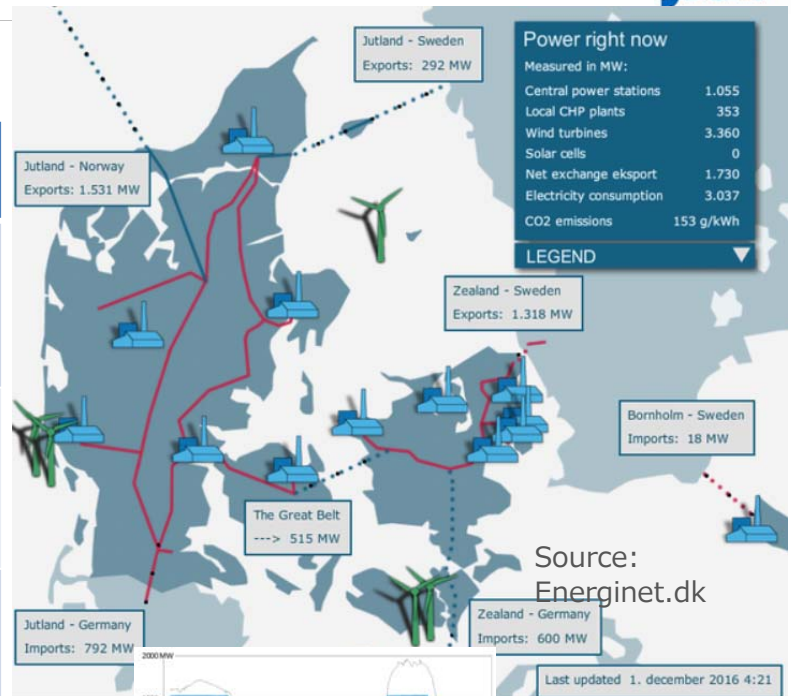 Jutland - Sweden
Exports: 292 MW
Power right now
Measured in MW:
Central power stations 1.055
Local CHP plants 353
Wind turbines 3.360
Solar cells 0
Net exchange eksport 1.730
Electricity consumption 3.037
CO2 emissions 153 g/kWh
LEGEND
Jutland - Norway
Exports: 1.531 MW
Zealand - Sweden
Exports: 1.318 MW
Bornholm - Sweden
Imports: 18 MW
The Great Belt
---> 515 MW
Source:
Energinet.dk
Jutland - Germany
Imports: 792 MW
Zealand - Germany
Imports: 600 MW
2000 MW
Last updated 1. december 2016 4:21